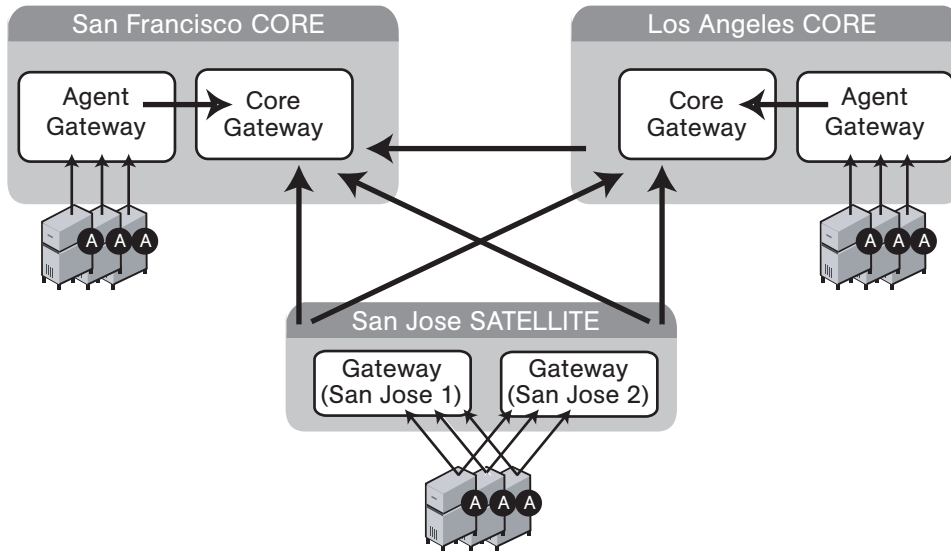 San Francisco CORE
Los Angeles CORE
Agent
Gateway
Core
Gateway
Core
Gateway
Agent
Gateway
A A A
A A A
San Jose SATELLITE
Gateway
(San Jose 1)
Gateway
(San Jose 2)
A A A